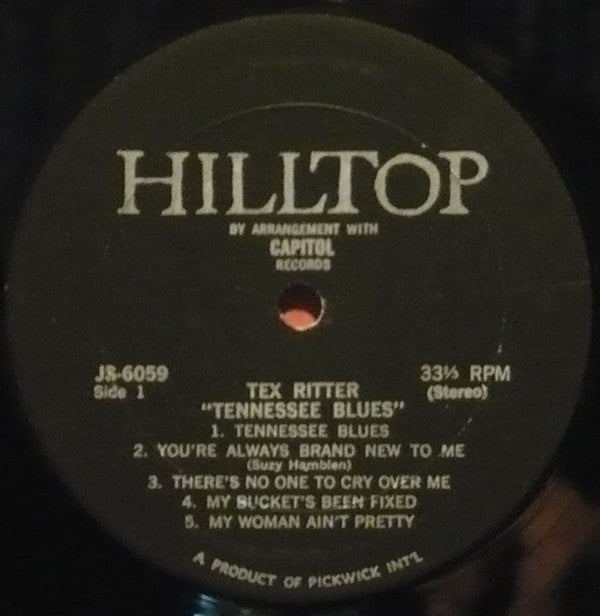 HILLTOP
BY ARRANGEMENT WITH
CAPITOL
RECORDS
JS-6059 33⅓ RPM
Side 1 TEX RITTER (Stereo)
"TENNESSEE BLUES"
1. TENNESSEE BLUES
2. YOU'RE ALWAYS BRAND NEW TO ME
(Suzy Hamblen)
3. THERE'S NO ONE TO CRY OVER ME
4. MY BUCKET'S BEEN FIXED
5. MY WOMAN AIN'T PRETTY
A PRODUCT OF PICKWICK INT'L